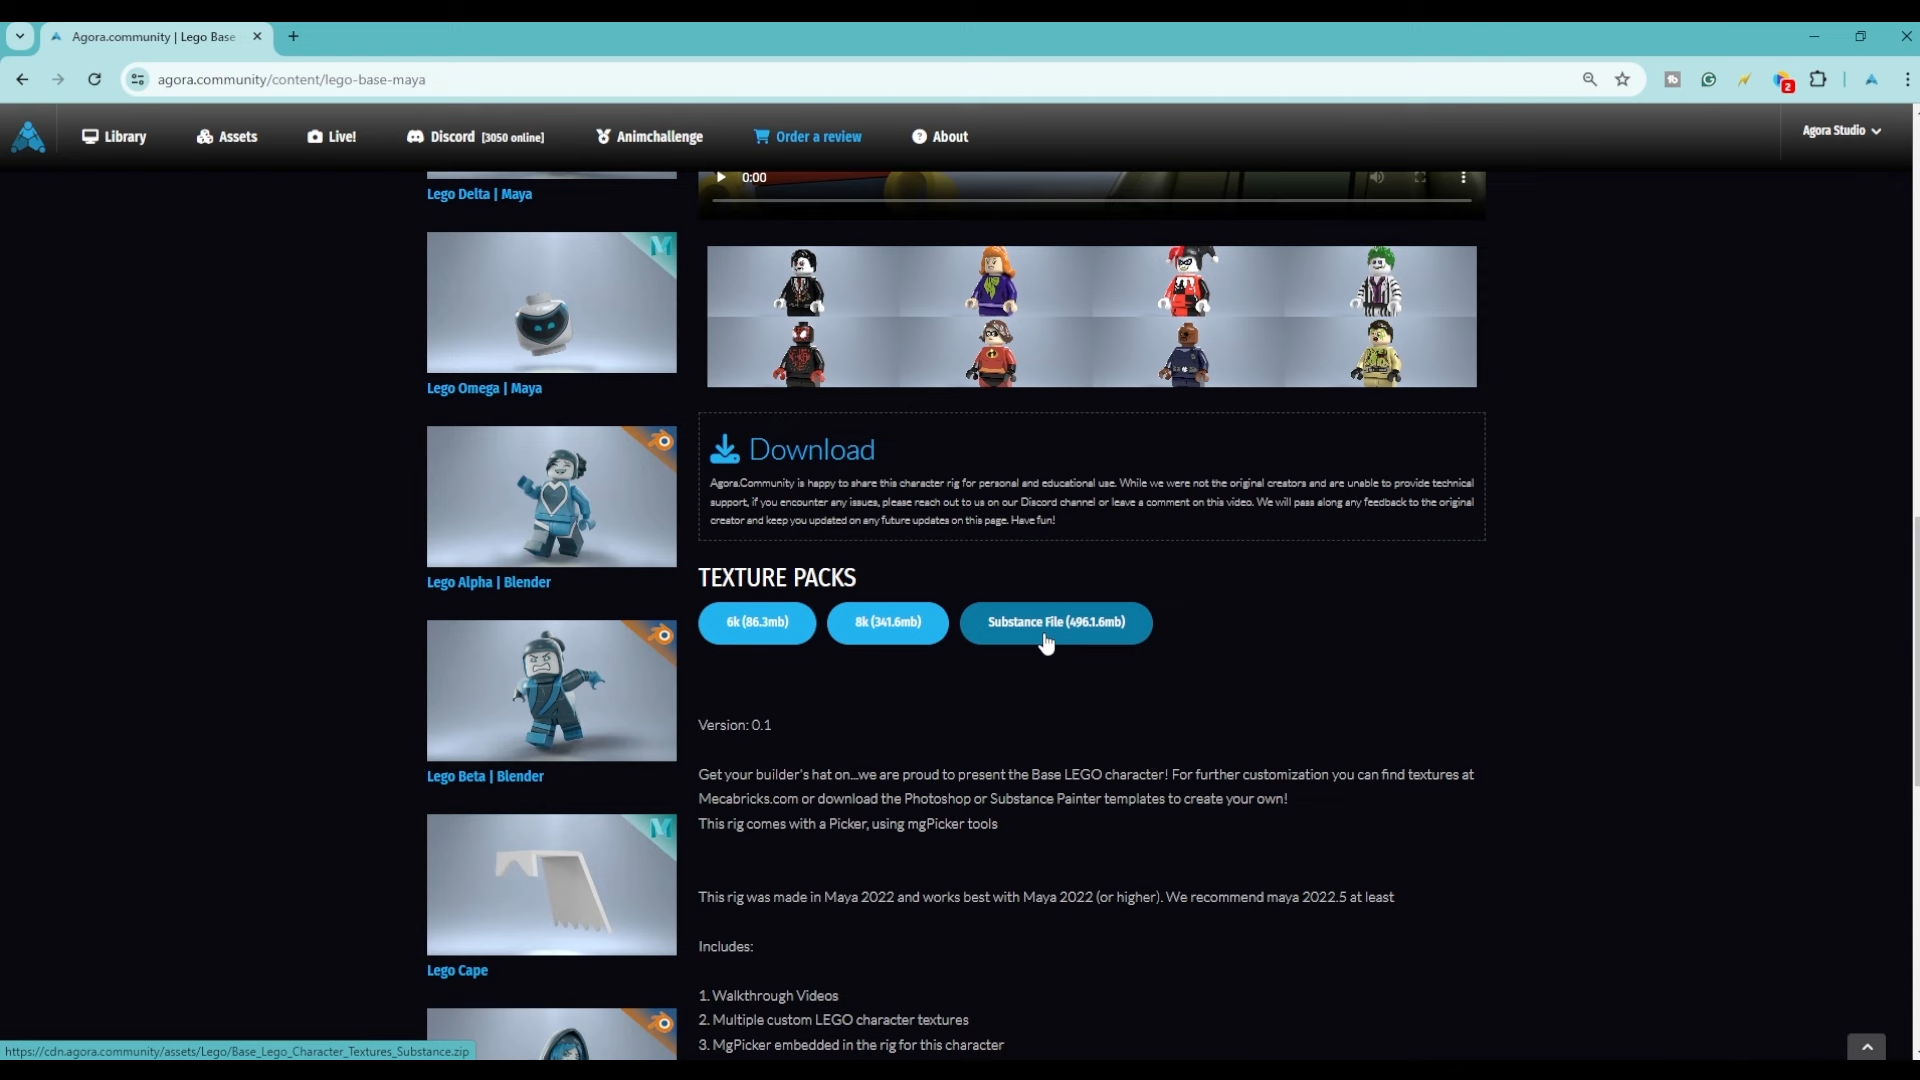 Agora.community | Lego Base
agora.community/content/lego-base-maya
2
Library
Assets
Live!
Discord [3050 online]
Animchallenge
Order a review
About
Agora Studio
Lego Delta | Maya
Lego Omega | Maya
Lego Alpha | Blender
Lego Beta | Blender
Lego Cape
0:00
Download
Agora.Community is happy to share this character rig for personal and educational use. While we were not the original creators and are unable to provide technical
support, if you encounter any issues, please reach out to us on our Discord channel or leave a comment on this video. We will pass along any feedback to the original
creator and keep you updated on any future updates on this page. Have fun!
TEXTURE PACKS
6k (86.3mb)
8k (341.6mb)
Substance File (496.1.6mb)
Version: 0.1
Get your builder's hat on...we are proud to present the Base LEGO character! For further customization you can find textures at
Mecabricks.com or download the Photoshop or Substance Painter templates to create your own!
This rig comes with a Picker, using mgPicker tools
This rig was made in Maya 2022 and works best with Maya 2022 (or higher). We recommend maya 2022.5 at least
Includes:
1. Walkthrough Videos
2. Multiple custom LEGO character textures
3. MgPicker embedded in the rig for this character
https://cdn.agora.community/assets/Lego/Base_Lego_Character_Textures_Substance.zip